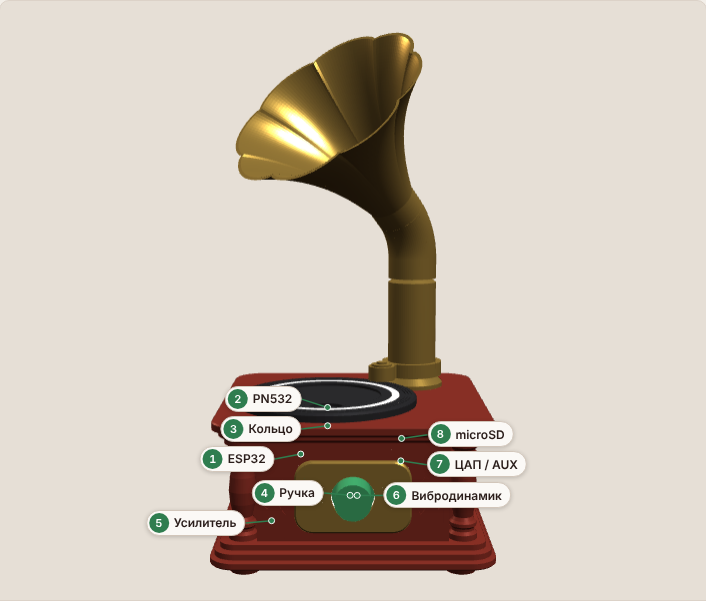 2 PN532
3 Кольцо
8 microSD
1 ESP32
7 ЦАП / AUX
4 Ручка
6 Вибродинамик
5 Усилитель